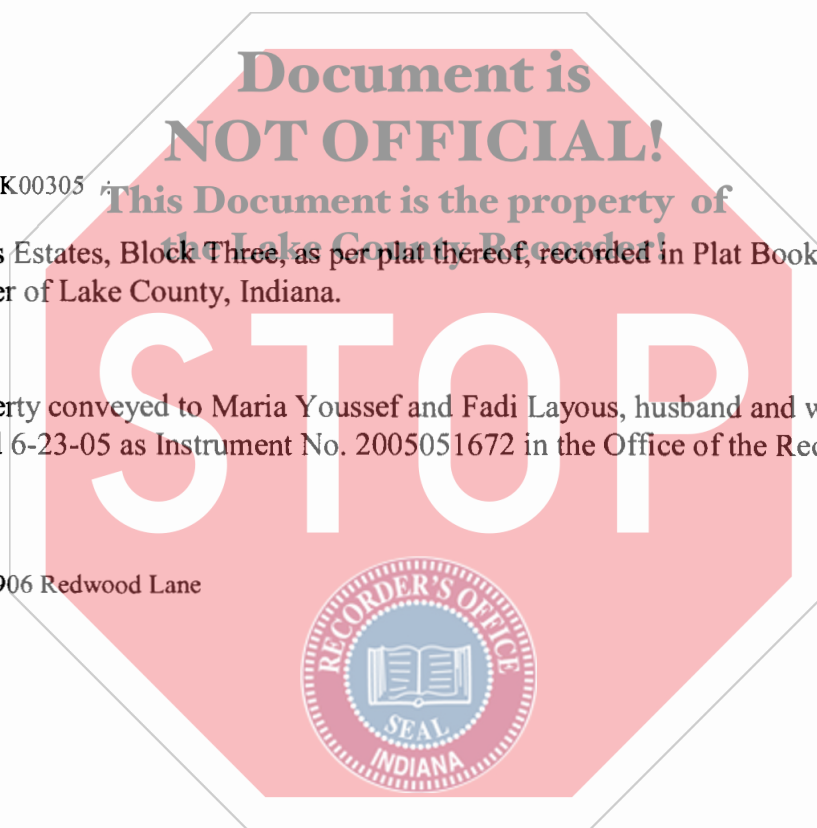 Document is
NOT OFFICIAL!
K00305
This Document is the property of
the Lake County Recorder!
s Estates, Block Three, as per plat thereof, recorded in Plat Book
er of Lake County, Indiana.
STOP
erty conveyed to Maria Youssef and Fadi Layous, husband and w
6-23-05 as Instrument No. 2005051672 in the Office of the Rec
906 Redwood Lane
RECORDER'S OFFICE
SEAL
INDIANA